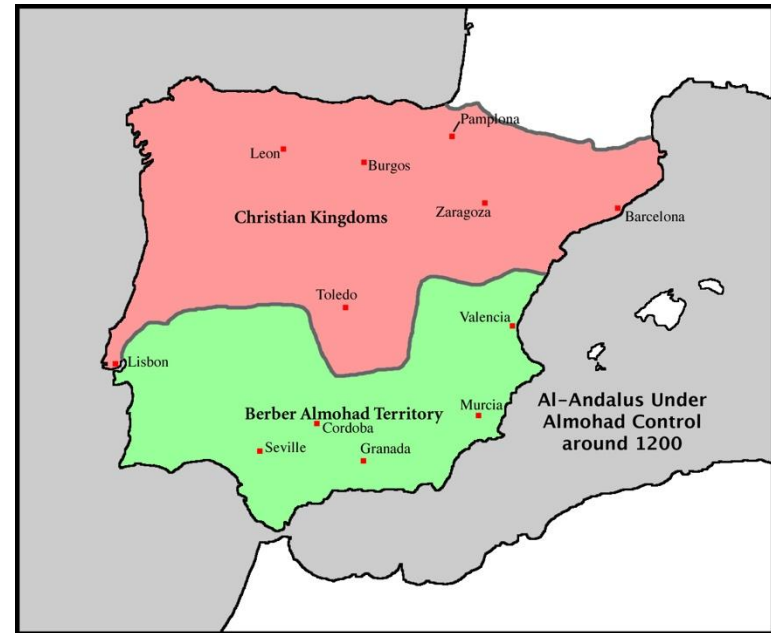 Pamplona
Leon
Burgos
Zaragoza
Barcelona
Christian Kingdoms
Toledo
Valencia
Lisbon
Al-Andalus Under
Almohad Control
around 1200
Murcia
Berber Almohad Territory
Cordoba
Seville
Granada